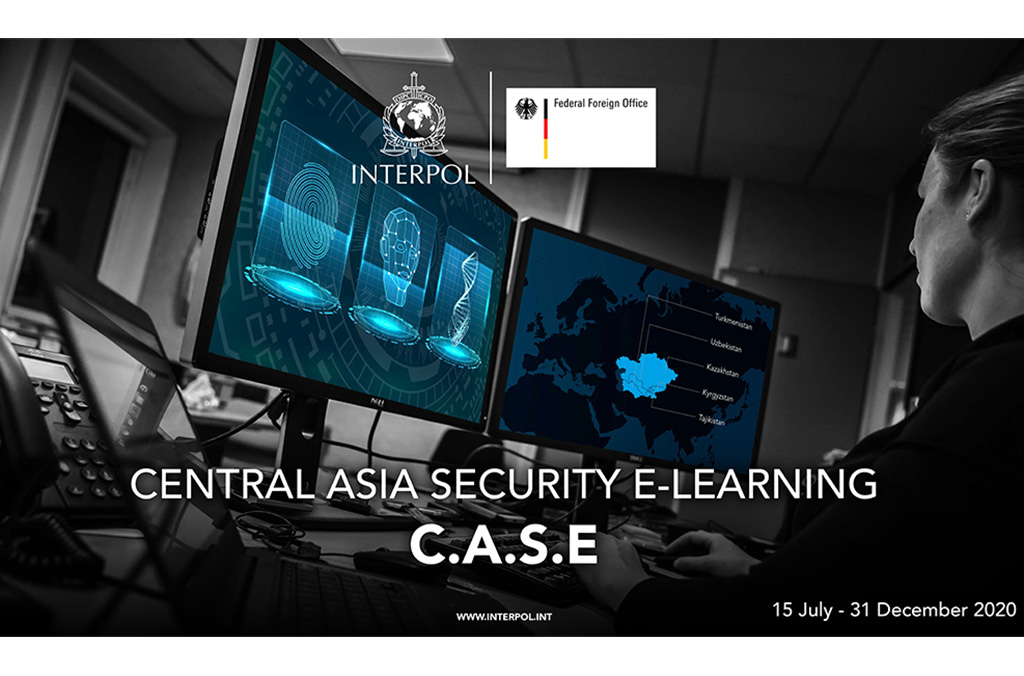 INTERPOL
Federal Foreign Office
Turkmenistan
Uzbekistan
Kazakhstan
Kyrgyzstan
Tajikistan
CENTRAL ASIA SECURITY E-LEARNING
C.A.S.E
WWW.INTERPOL.INT
15 July - 31 December 2020